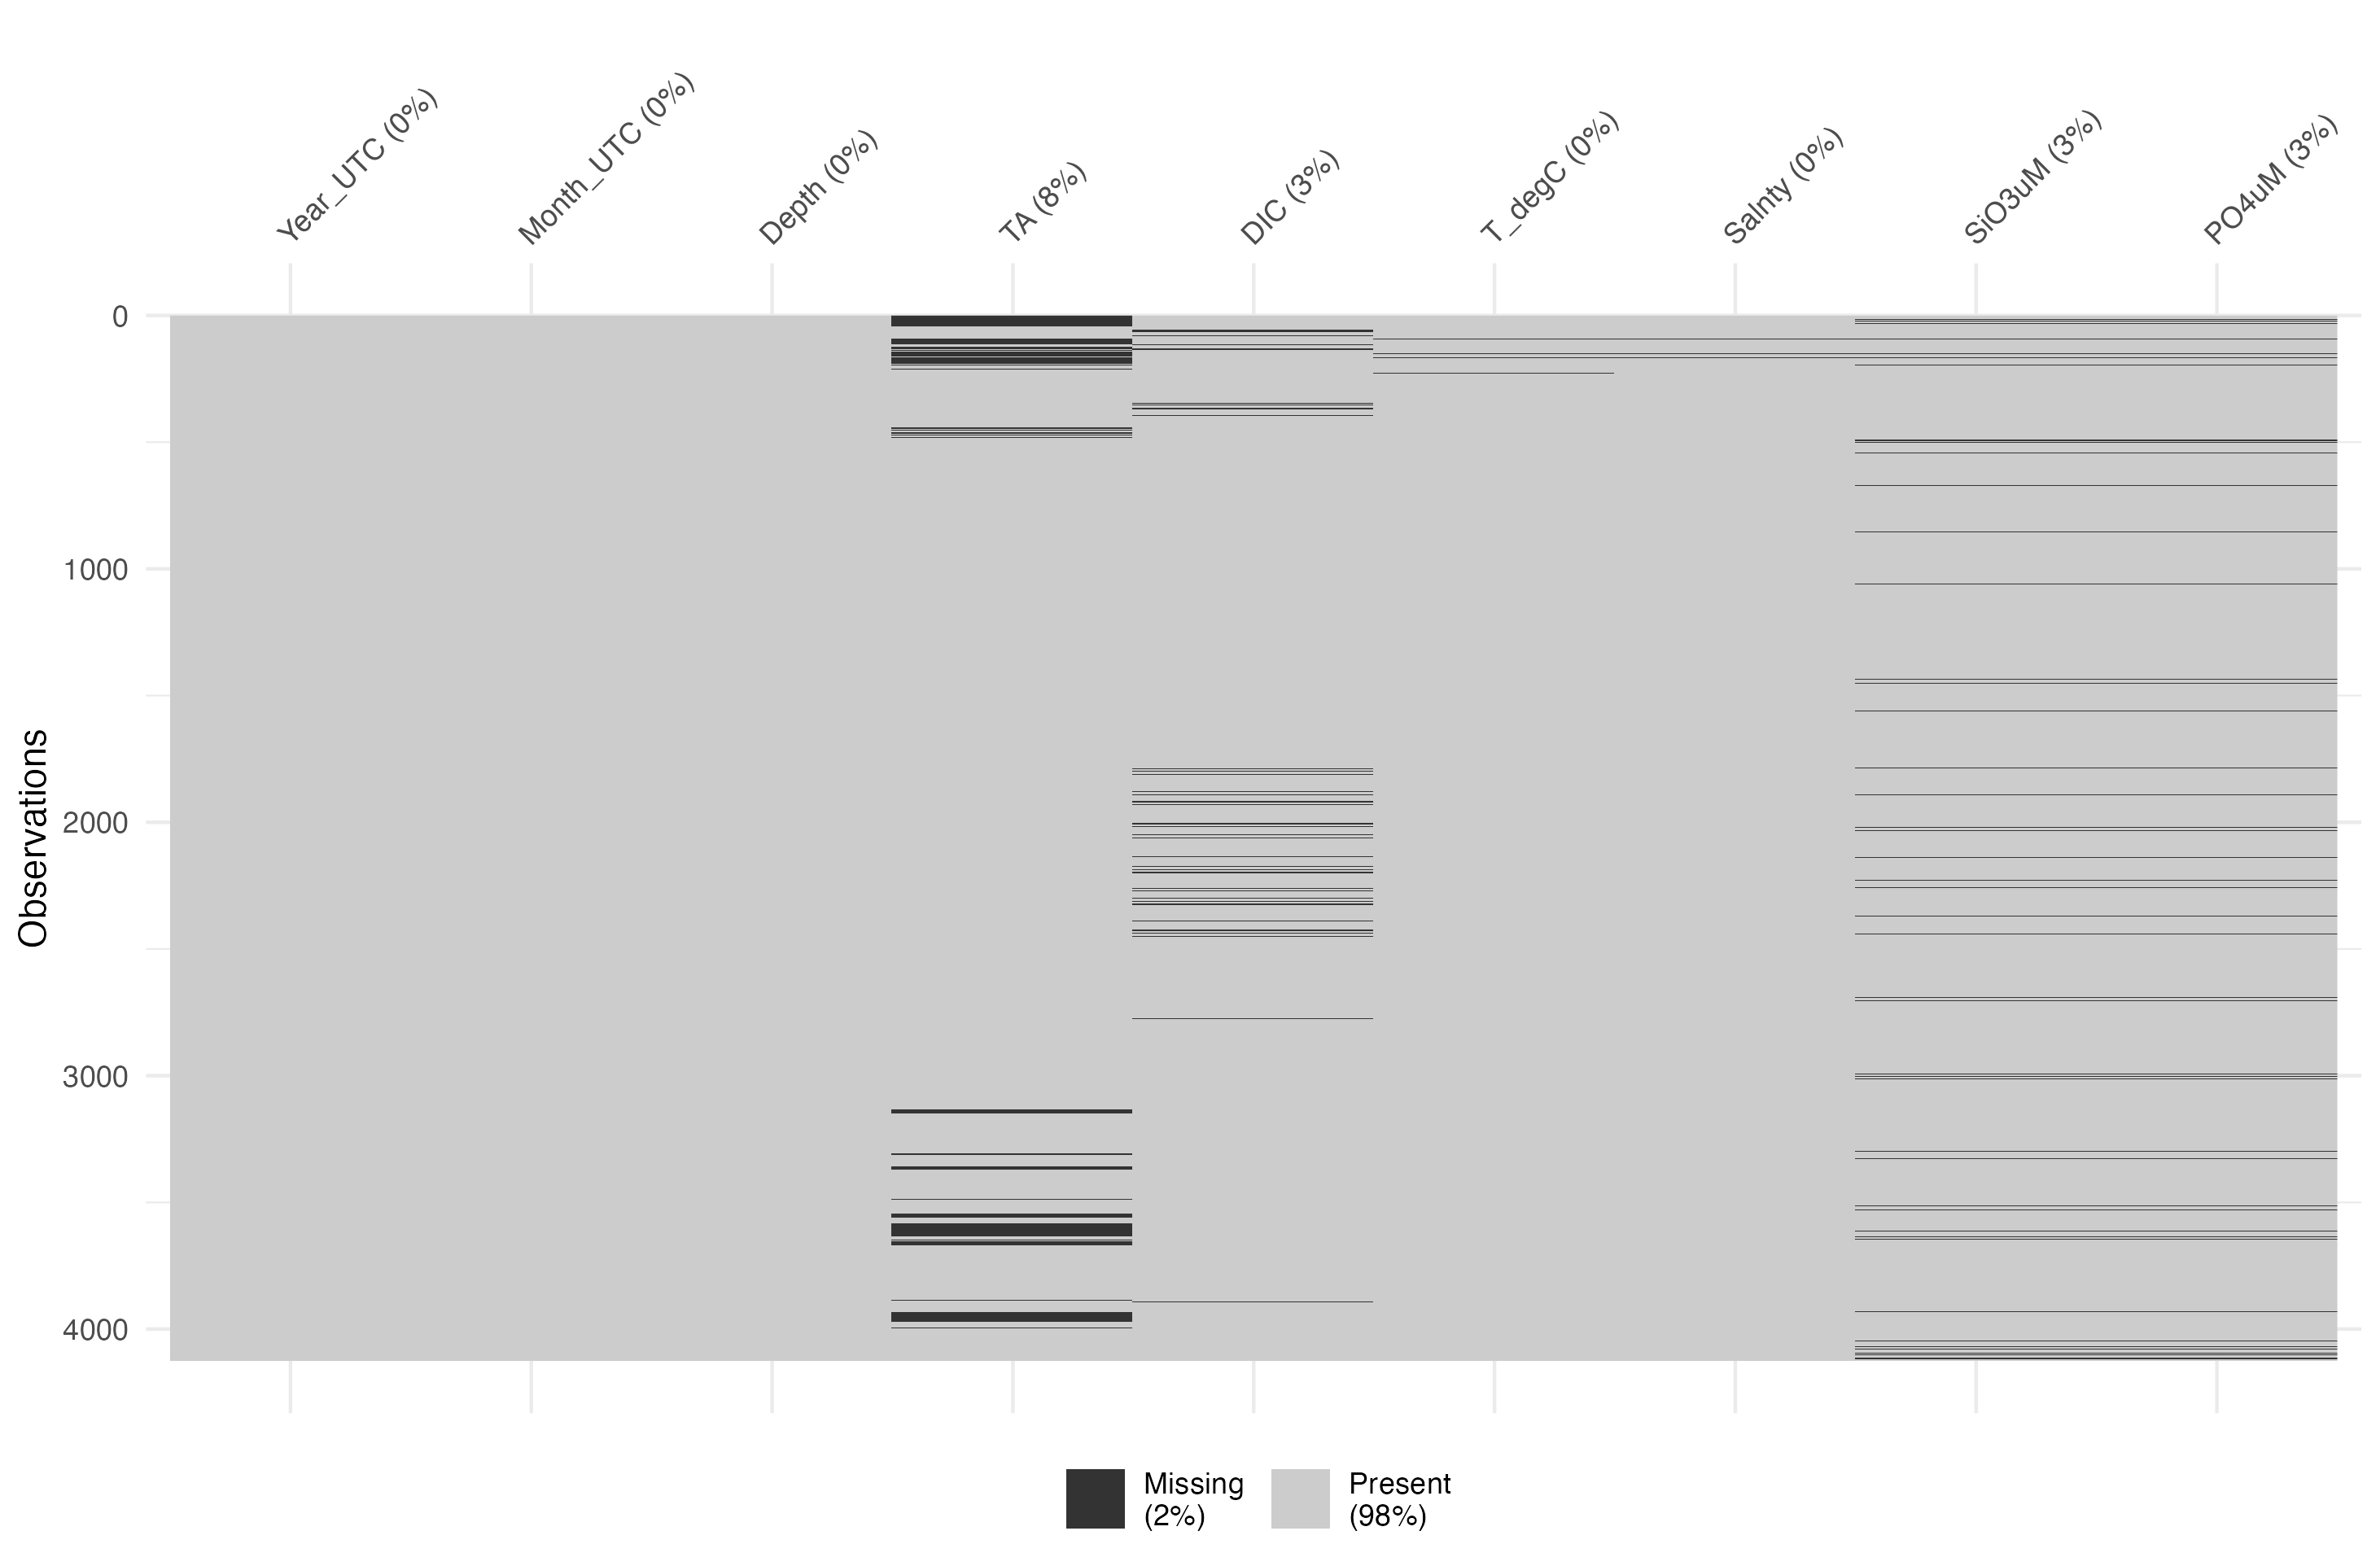 Year_UTC (0%)
Month_UTC (0%)
Depth (0%)
TA (8%)
DIC (3%)
T_degC (0%)
Salnty (0%)
SiO3uM (3%)
PO4uM (3%)
0
1000
2000
3000
4000
Observations
Missing
(2%)
Present
(98%)